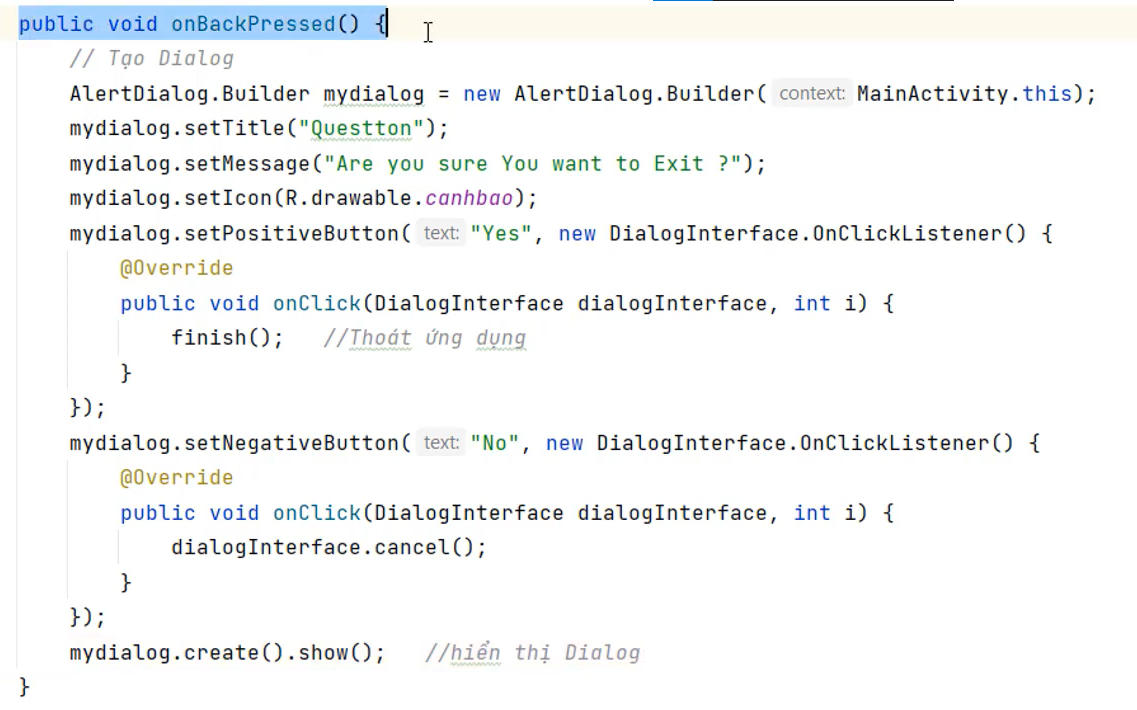 public void onBackPressed() {
// Tạo Dialog
AlertDialog.Builder mydialog = new AlertDialog.Builder( context: MainActivity.this);
mydialog.setTitle("Questton");
mydialog.setMessage("Are you sure You want to Exit ?");
mydialog.setIcon(R.drawable.canhbao);
mydialog.setPositiveButton( text: "Yes", new DialogInterface.OnClickListener() {
@Override
public void onClick(DialogInterface dialogInterface, int i) {
finish();   //Thoát ứng dụng
}
});
mydialog.setNegativeButton( text: "No", new DialogInterface.OnClickListener() {
@Override
public void onClick(DialogInterface dialogInterface, int i) {
dialogInterface.cancel();
}
});
mydialog.create().show();   //hiển thị Dialog
}